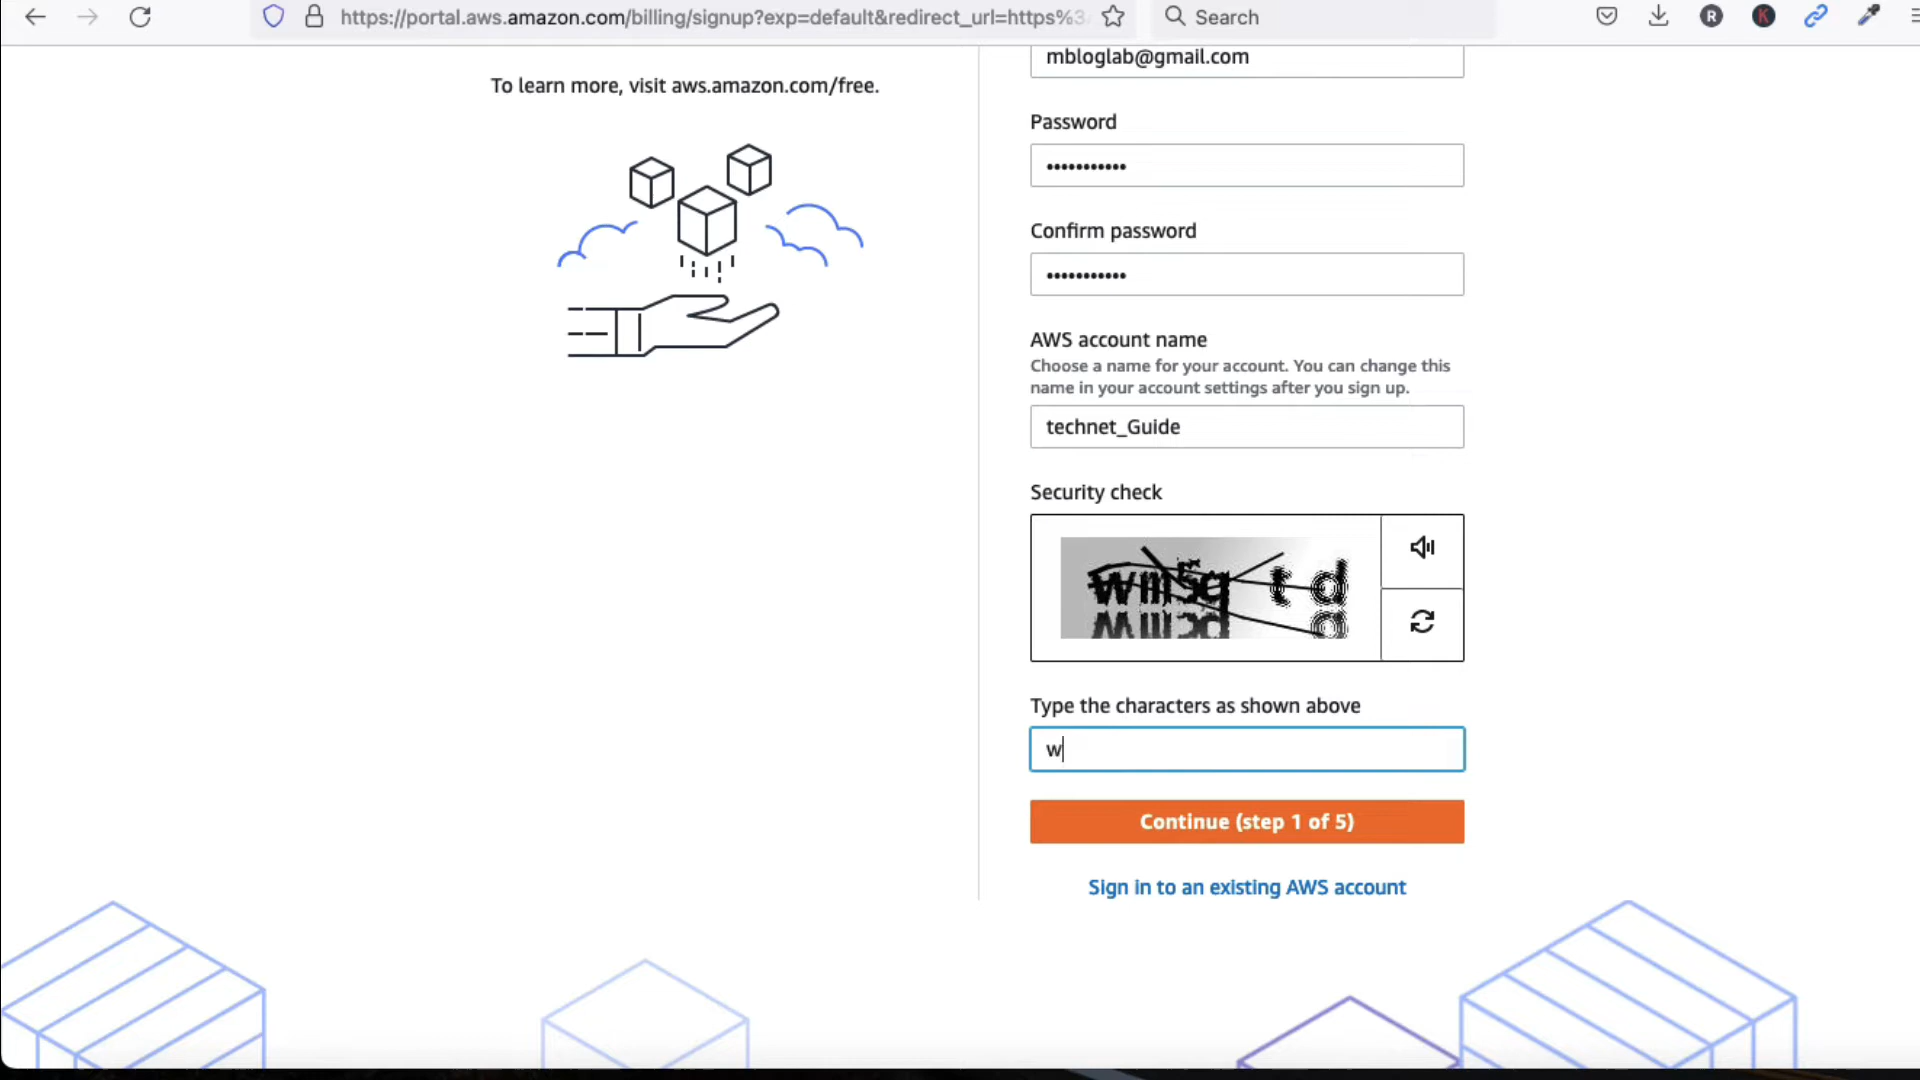 https://portal.aws.amazon.com/billing/signup?exp=default&redirect_url=https%3
Search
R
K
To learn more, visit aws.amazon.com/free.
mbloglab@gmail.com
Password
•••••••••••
Confirm password
•••••••••••
AWS account name
Choose a name for your account. You can change this
name in your account settings after you sign up.
technet_Guide
Security check
Type the characters as shown above
w
Continue (step 1 of 5)
Sign in to an existing AWS account